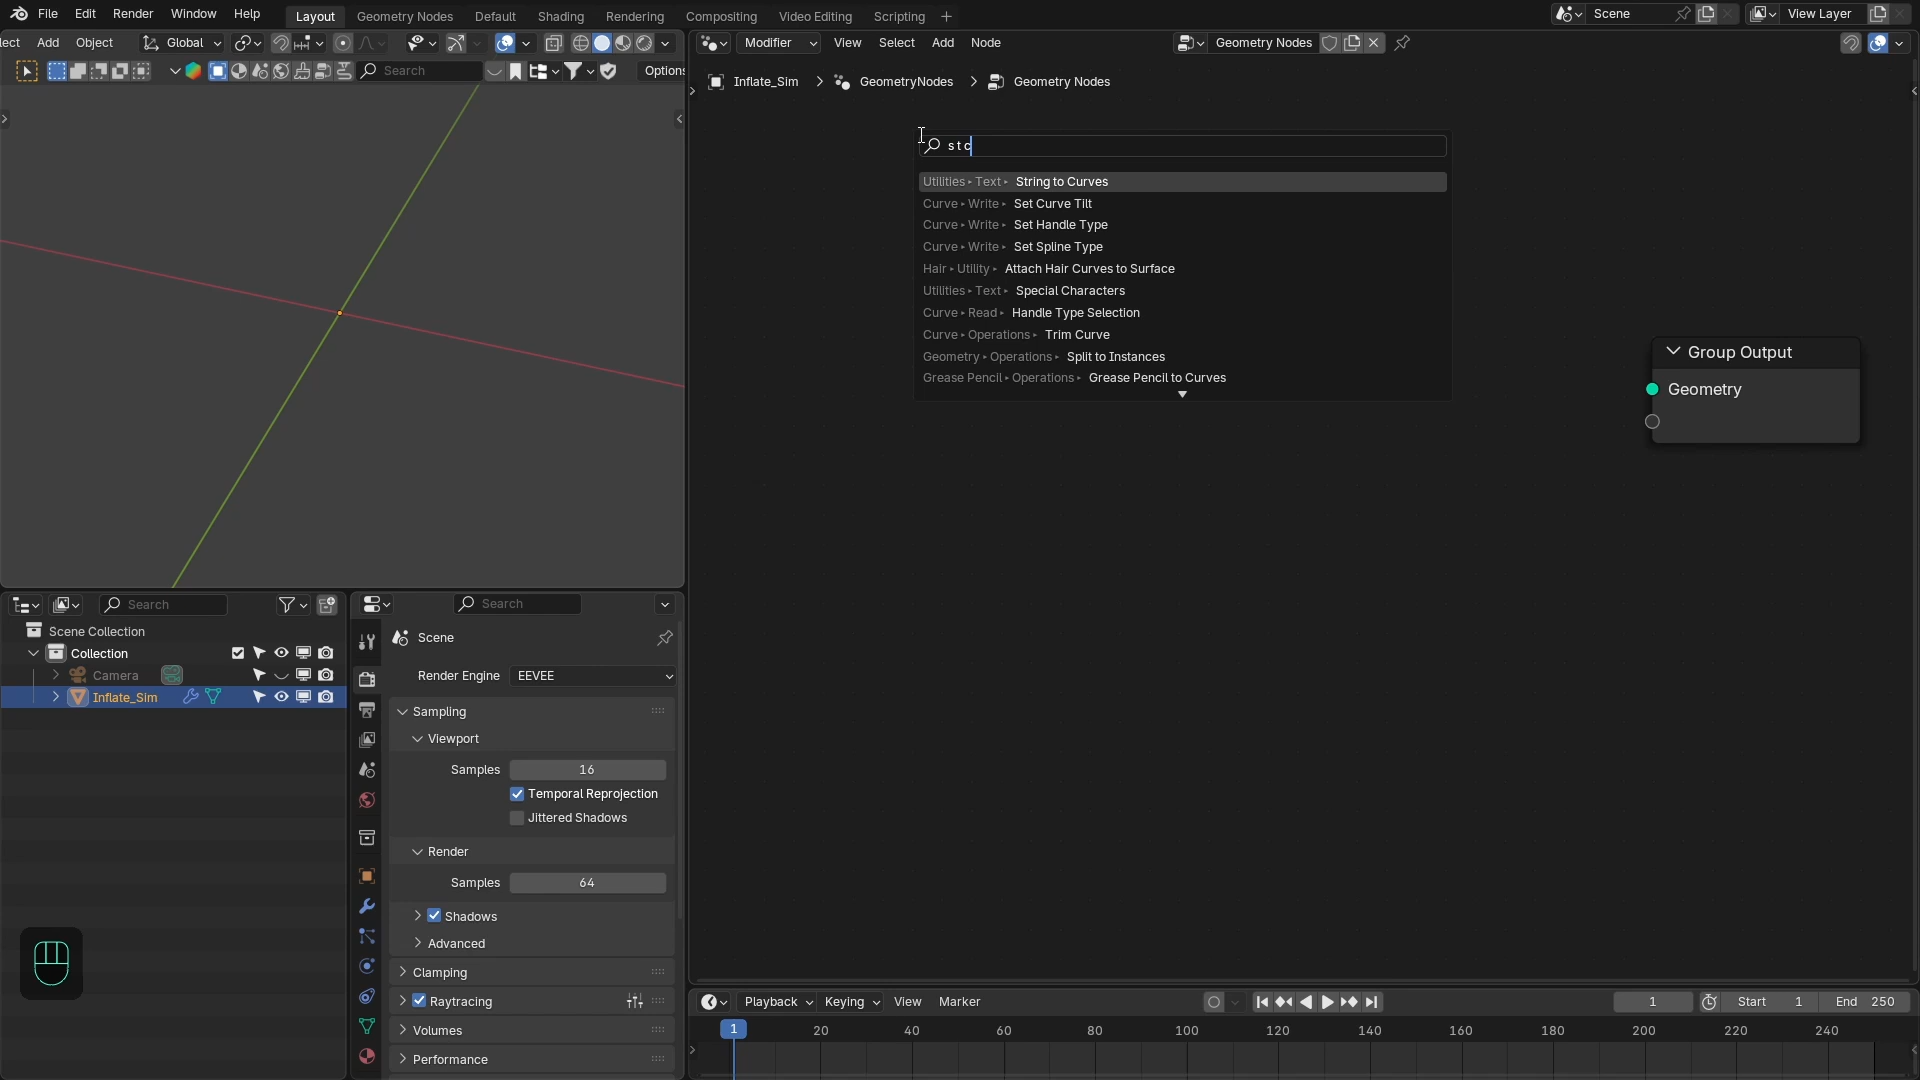 File Edit Render Window Help Layout Geometry Nodes Default Shading Rendering Compositing Video Editing Scripting + Scene View Layer
lect Add Object Global Modifier View Select Add Node Geometry Nodes
Search Options
Inflate_Sim > GeometryNodes > Geometry Nodes
s t c
Utilities ▸ Text ▸ String to Curves
Curve ▸ Write ▸ Set Curve Tilt
Curve ▸ Write ▸ Set Handle Type
Curve ▸ Write ▸ Set Spline Type
Hair ▸ Utility ▸ Attach Hair Curves to Surface
Utilities ▸ Text ▸ Special Characters
Curve ▸ Read ▸ Handle Type Selection
Curve ▸ Operations ▸ Trim Curve
Geometry ▸ Operations ▸ Split to Instances
Grease Pencil ▸ Operations ▸ Grease Pencil to Curves
Group Output
Geometry
Search
Scene Collection
Collection
Camera
Inflate_Sim
Search
Scene
Render Engine EEVEE
Sampling
Viewport
Samples 16
Temporal Reprojection
Jittered Shadows
Render
Samples 64
Shadows
Advanced
Clamping
Raytracing
Volumes
Performance
Playback Keying View Marker 1 Start 1 End 250
1 20 40 60 80 100 120 140 160 180 200 220 240